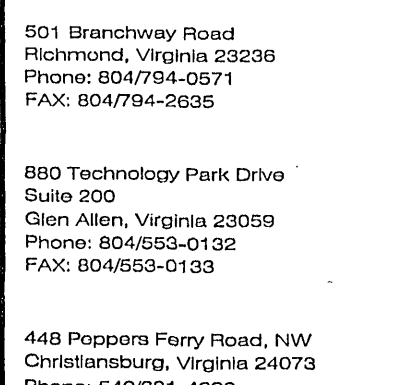 501 Branchway Road
Richmond, Virginia 23236
Phone: 804/794-0571
FAX: 804/794-2635
880 Technology Park Drive
Suite 200
Glen Allen, Virginia 23059
Phone: 804/553-0132
FAX: 804/553-0133
448 Peppers Ferry Road, NW
Christiansburg, Virginia 24073
Phone: